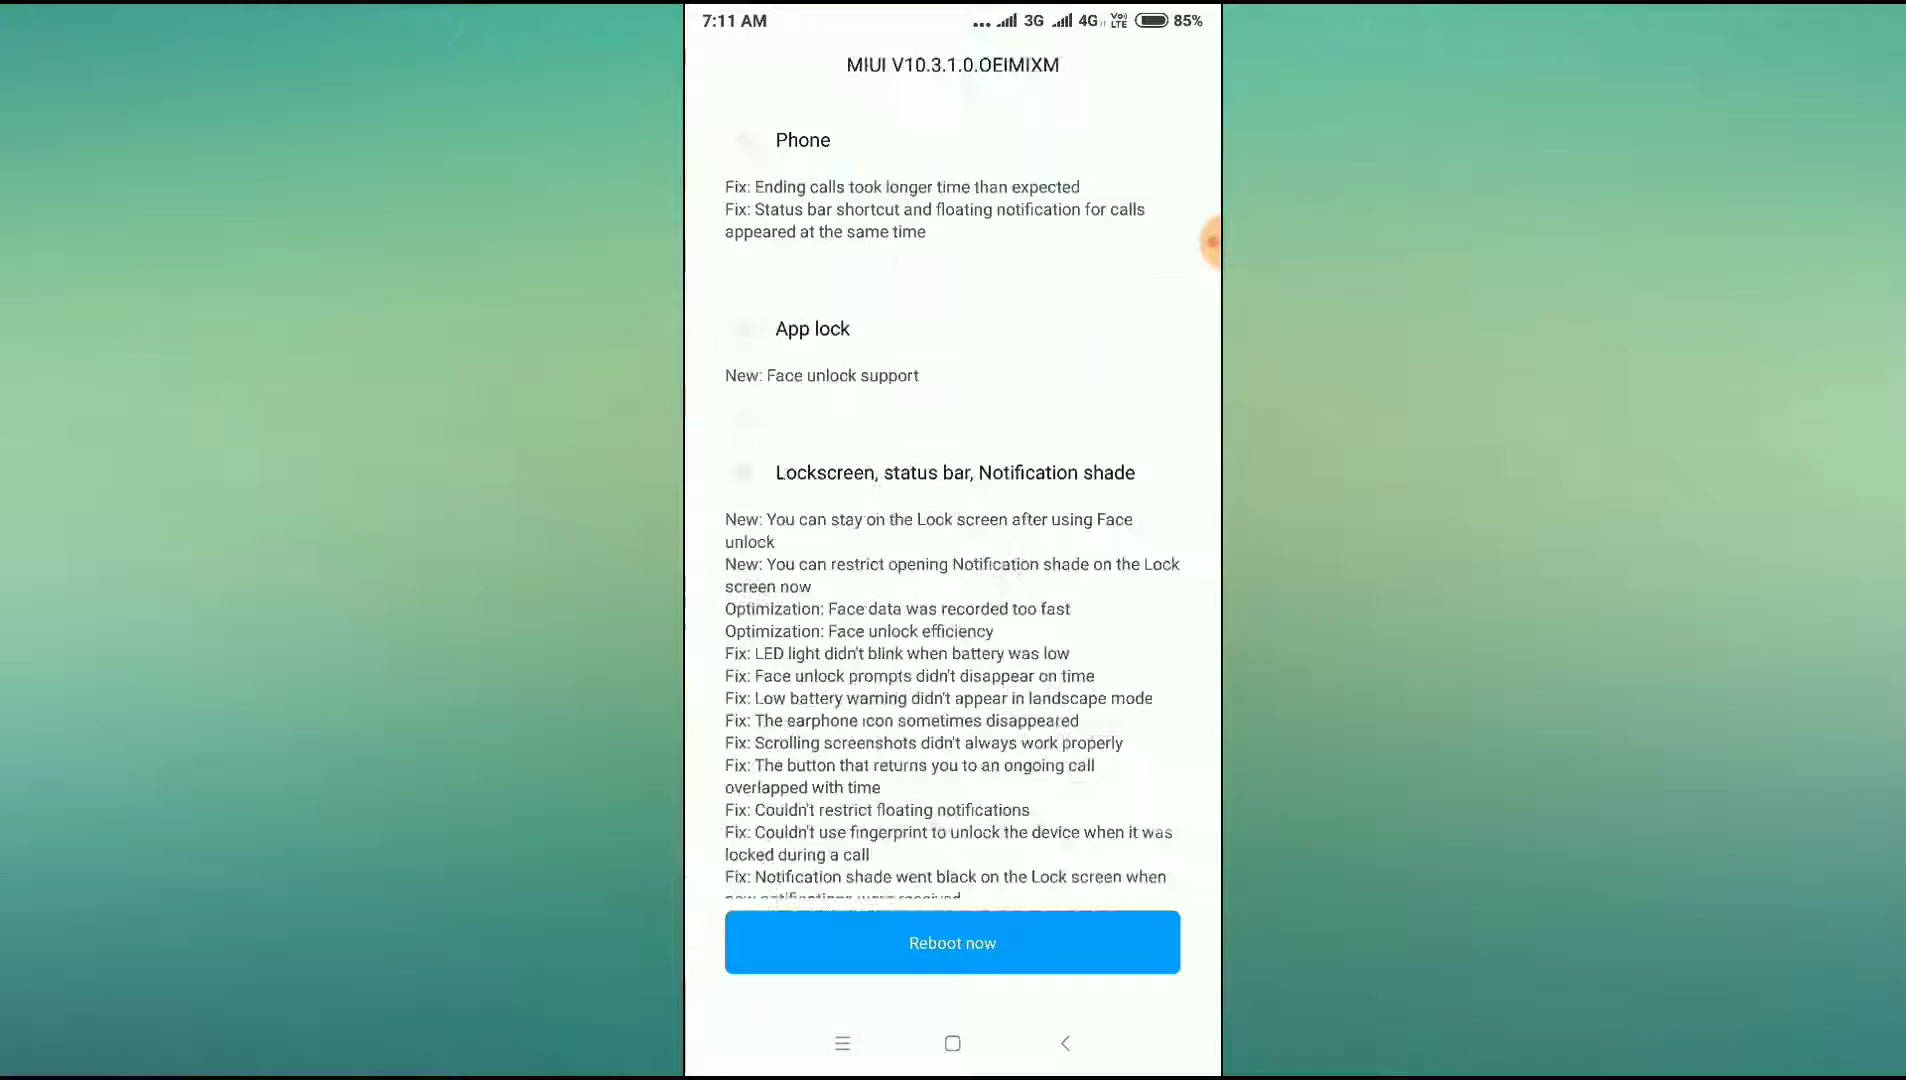 7:11 AM ... 3G 4G VoLTE 85%
MIUI V10.3.1.0.OEIMIXM
Phone
Fix: Ending calls took longer time than expected
Fix: Status bar shortcut and floating notification for calls
appeared at the same time
App lock
New: Face unlock support
Lockscreen, status bar, Notification shade
New: You can stay on the Lock screen after using Face
unlock
New: You can restrict opening Notification shade on the Lock
screen now
Optimization: Face data was recorded too fast
Optimization: Face unlock efficiency
Fix: LED light didn't blink when battery was low
Fix: Face unlock prompts didn't disappear on time
Fix: Low battery warning didn't appear in landscape mode
Fix: The earphone icon sometimes disappeared
Fix: Scrolling screenshots didn't always work properly
Fix: The button that returns you to an ongoing call
overlapped with time
Fix: Couldn't restrict floating notifications
Fix: Couldn't use fingerprint to unlock the device when it was
locked during a call
Fix: Notification shade went black on the Lock screen when
new notifications were received
Reboot now